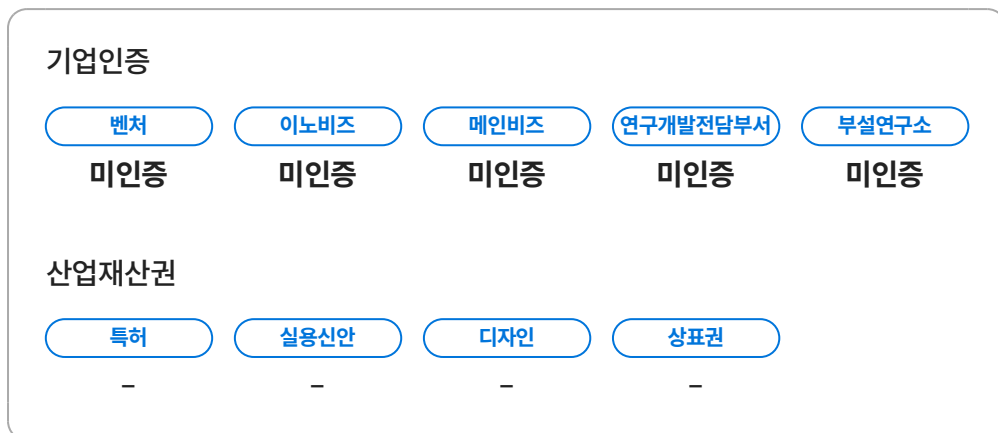 기업인증
벤처 이노비즈 메인비즈 연구개발전담부서 부설연구소
미인증 미인증 미인증 미인증 미인증
산업재산권
특허 실용신안 디자인 상표권
– – – –